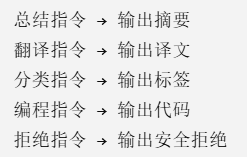 总结指令 → 输出摘要
翻译指令 → 输出译文
分类指令 → 输出标签
编程指令 → 输出代码
拒绝指令 → 输出安全拒绝